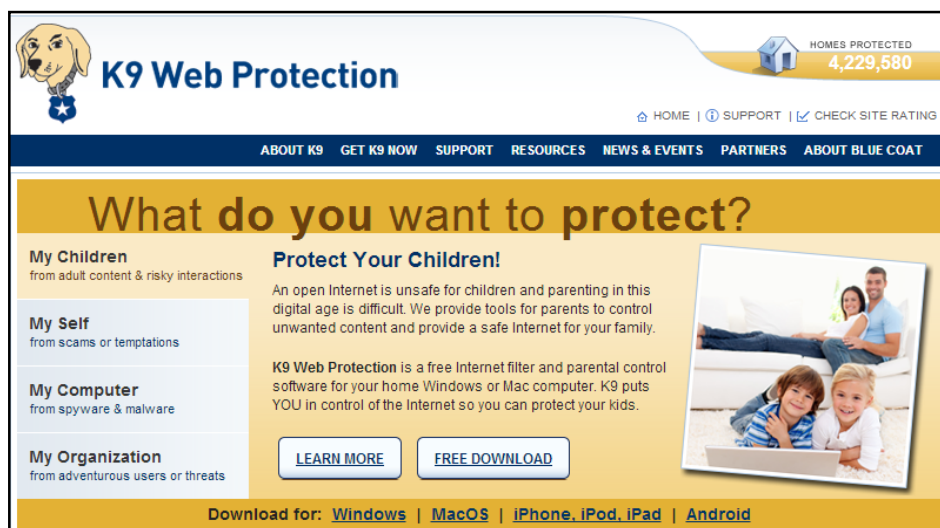 K9 Web Protection
HOMES PROTECTED
4,229,580
HOME | SUPPORT | CHECK SITE RATING
ABOUT K9 GET K9 NOW SUPPORT RESOURCES NEWS & EVENTS PARTNERS ABOUT BLUE COAT
What do you want to protect?
My Children
from adult content & risky interactions
My Self
from scams or temptations
My Computer
from spyware & malware
My Organization
from adventurous users or threats
Protect Your Children!
An open Internet is unsafe for children and parenting in this
digital age is difficult. We provide tools for parents to control
unwanted content and provide a safe Internet for your family.
K9 Web Protection is a free Internet filter and parental control
software for your home Windows or Mac computer. K9 puts
YOU in control of the Internet so you can protect your kids.
LEARN MORE FREE DOWNLOAD
Download for: Windows | MacOS | iPhone, iPod, iPad | Android